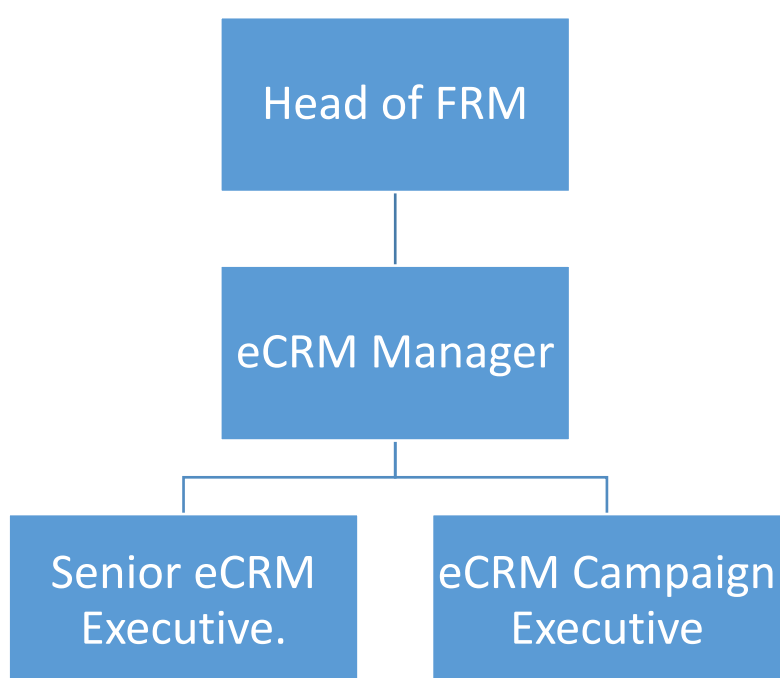 Head of FRM
eCRM Manager
Senior eCRM
Executive.
eCRM Campaign
Executive